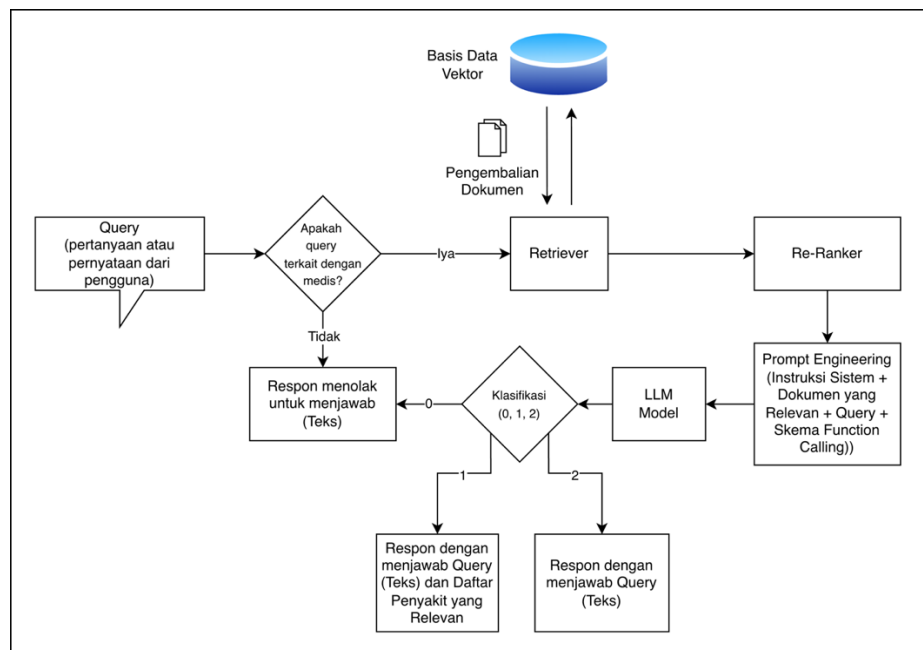 Basis Data
Vektor
Pengembalian
Dokumen
Query
(pertanyaan atau
pernyataan dari
pengguna)
Apakah
query
terkait dengan
medis?
Iya
Retriever
Re-Ranker
Tidak
Respon menolak
untuk menjawab
(Teks)
0
Klasifikasi
(0, 1, 2)
LLM
Model
Prompt Engineering
(Instruksi Sistem +
Dokumen yang
Relevan + Query +
Skema Function
Calling))
1
2
Respon dengan
menjawab Query
(Teks) dan Daftar
Penyakit yang
Relevan
Respon dengan
menjawab Query
(Teks)